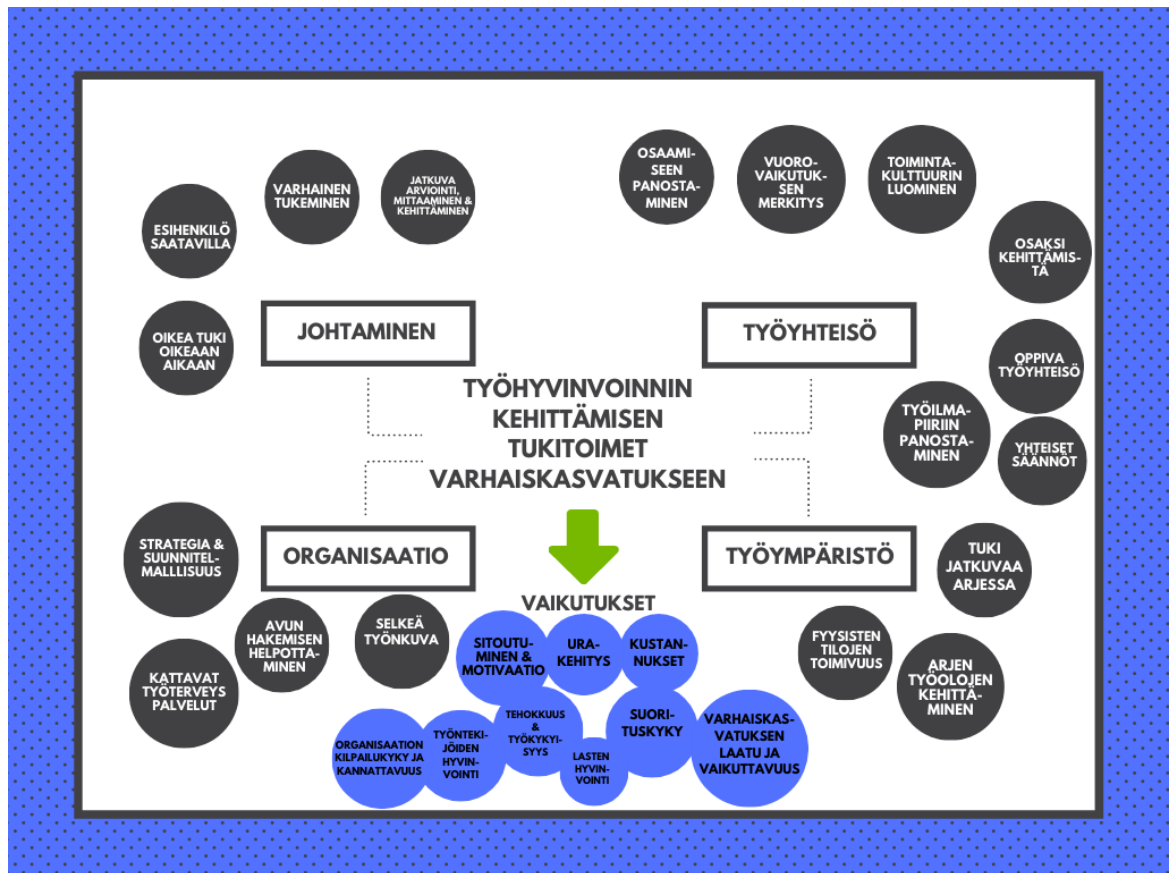 OSAAMI-
SEEN
PANOSTA-
MINEN
VUORO-
VAIKUTUK-
SEN
MERKITYS
TOIMINTA-
KULTTUURIN
LUOMINEN
VARHAINEN
TUKEMINEN
JATKUVA
ARVIOINTI,
MITTAAMINEN &
KEHITTÄMINEN
ESIHENKILÖ
SAATAVILLA
OSAKSI
KEHITTÄMIS-
TÄ
OIKEA TUKI
OIKEAAN
AIKAAN
JOHTAMINEN
TYÖYHTEISÖ
OPPIVA
TYÖYHTEISÖ
TYÖILMA-
PIIRIIN
PANOSTA-
MINEN
YHTEISET
SÄÄNNÖT
TYÖHYVINVOINNIN
KEHITTÄMISEN
TUKITOIMET
VARHAISKASVATUKSEEN
STRATEGIA &
SUUNNITEL-
MALLLISUUS
ORGANISAATIO
TYÖYMPÄRISTÖ
TUKI
JATKUVAA
ARJESSA
AVUN
HAKEMISEN
HELPOTTA-
MINEN
SELKEÄ
TYÖNKUVA
KATTAVAT
TYÖTERVEYS
PALVELUT
FYYSISTEN
TILOJEN
TOIMIVUUS
ARJEN
TYÖOLOJEN
KEHITTÄ-
MINEN
VAIKUTUKSET
SITOUTU-
MINEN &
MOTIVAATIO
URA-
KEHITYS
KUSTAN-
NUKSET
ORGANISAATION
KILPAILUKYKY JA
KANNATTAVUUS
TYÖNTEKI-
JÖIDEN
HYVIN-
VOINTI
TEHOKKUUS
&
TYÖKYKYI-
SYYS
LASTEN
HYVIN-
VOINTI
SUORI-
TUSKYKY
VARHAISKAS-
VATUKSEN
LAATU JA
VAIKUTTAVUUS